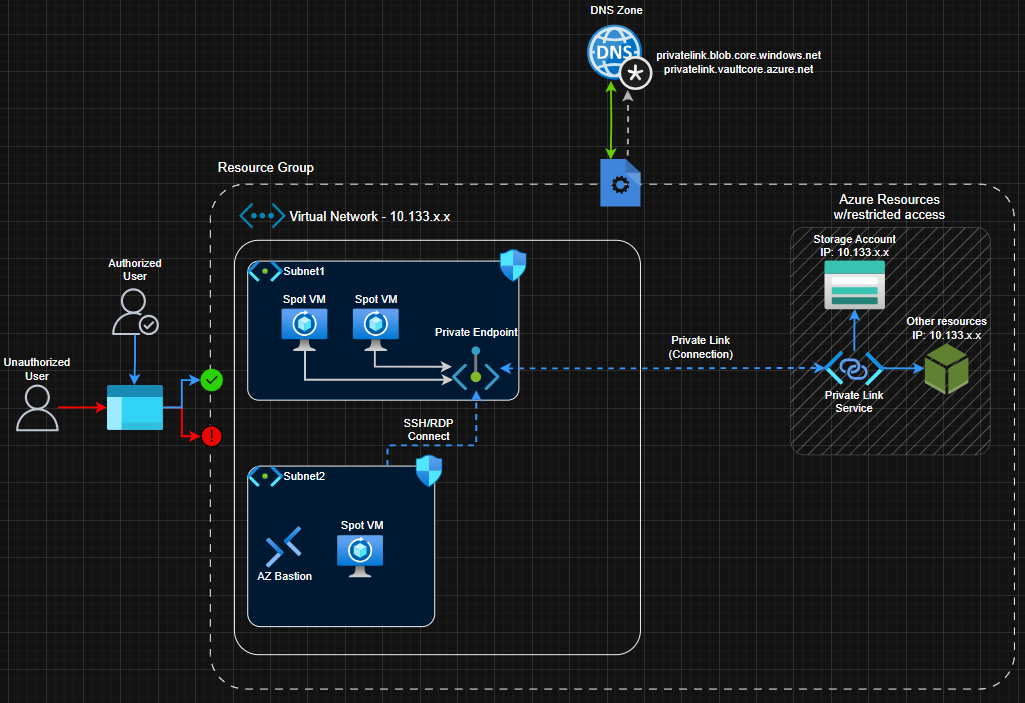 DNS Zone
DNS
privatelink.blob.core.windows.net
privatelink.vaultcore.azure.net
Resource Group
Virtual Network - 10.133.x.x
Azure Resources
w/restricted access
Storage Account
IP: 10.133.x.x
Subnet1
Authorized
User
Spot VM
Spot VM
Private Endpoint
Other resources
IP: 10.133.x.x
Private Link
(Connection)
Unauthorized
User
Private Link
Service
SSH/RDP
Connect
Subnet2
Spot VM
AZ Bastion